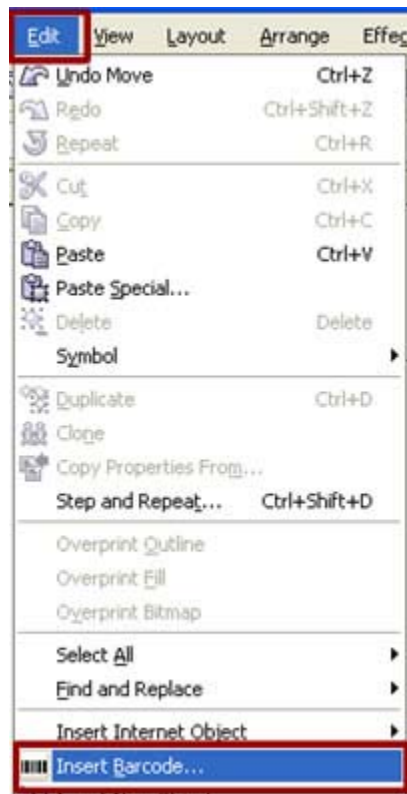 Edit View Layout Arrange Effec
Undo Move Ctrl+Z
Redo Ctrl+Shift+Z
Repeat Ctrl+R
Cut Ctrl+X
Copy Ctrl+C
Paste Ctrl+V
Paste Special...
Delete Delete
Symbol
Duplicate Ctrl+D
Clone
Copy Properties From...
Step and Repeat... Ctrl+Shift+D
Overprint Outline
Overprint Fill
Overprint Bitmap
Select All
Find and Replace
Insert Internet Object
Insert Barcode...